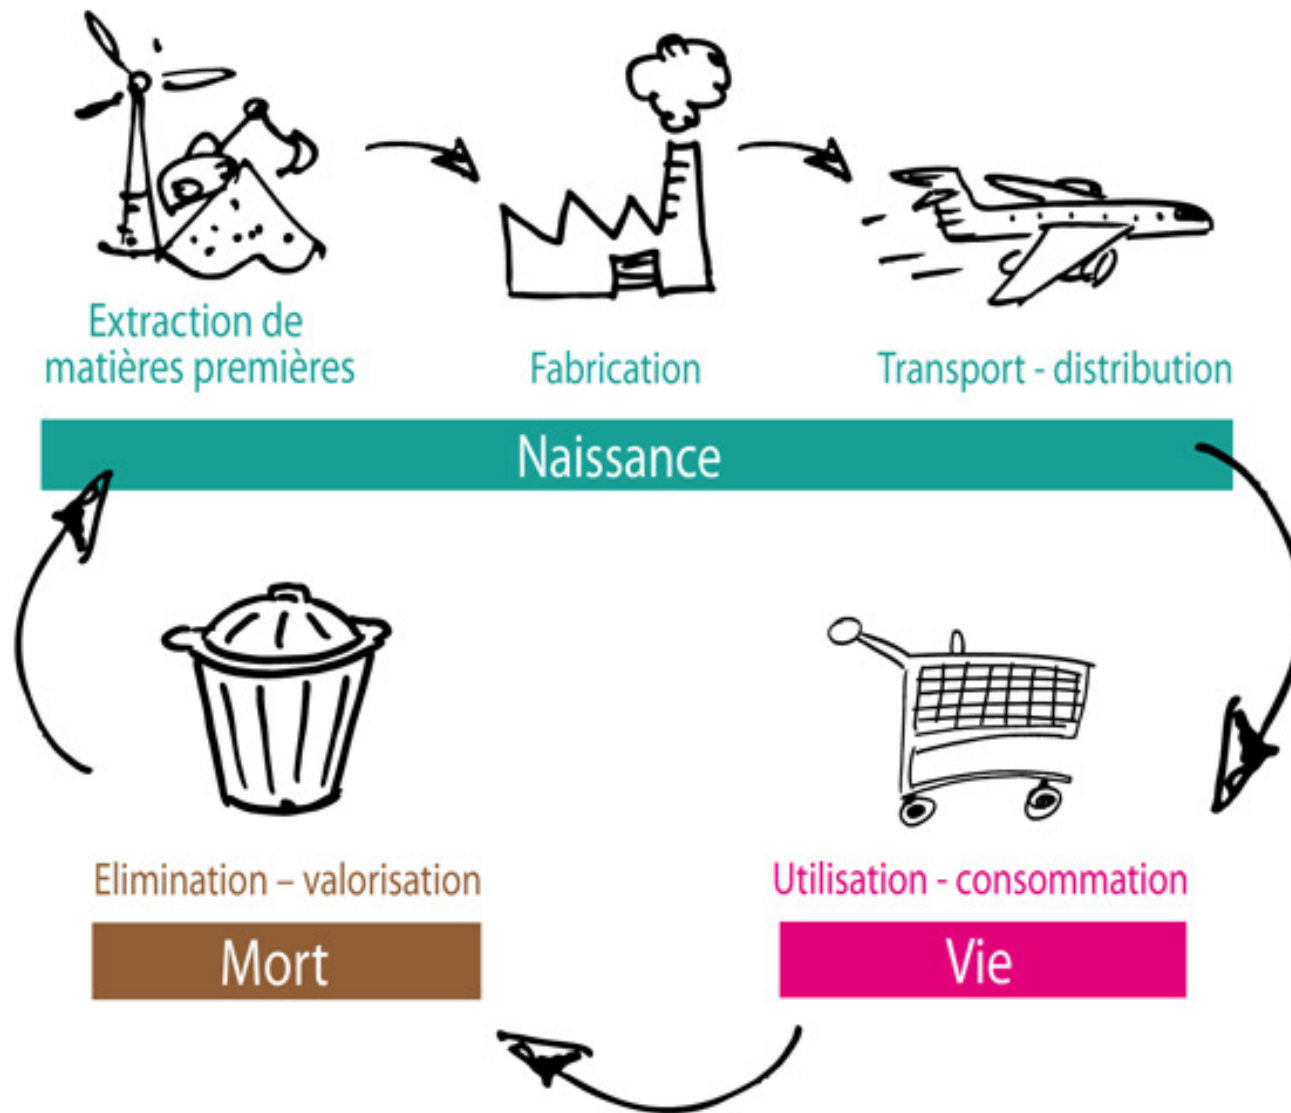 Extraction de
matières premières
Fabrication
Transport - distribution
Naissance
Elimination – valorisation
Utilisation - consommation
Mort
Vie